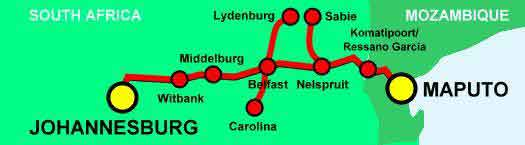 SOUTH AFRICA
MOZAMBIQUE
Lydenburg
Sabie
Komatipoort/
Ressano Garcia
Middelburg
Witbank
Belfast
Nelspruit
MAPUTO
JOHANNESBURG
Carolina